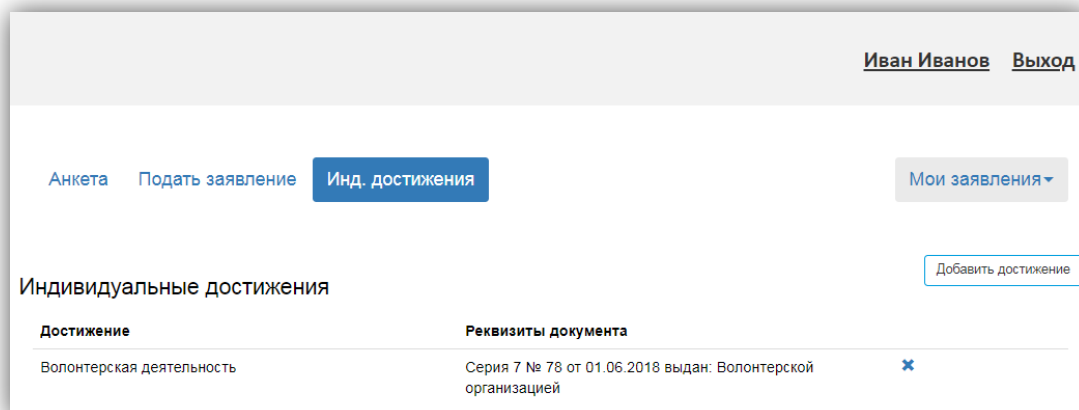 Иван Иванов Выход
Анкета Подать заявление Инд. достижения Мои заявления
Добавить достижение
Индивидуальные достижения
Достижение Реквизиты документа
Волонтерская деятельность Серия 7 № 78 от 01.06.2018 выдан: Волонтерской
организацией